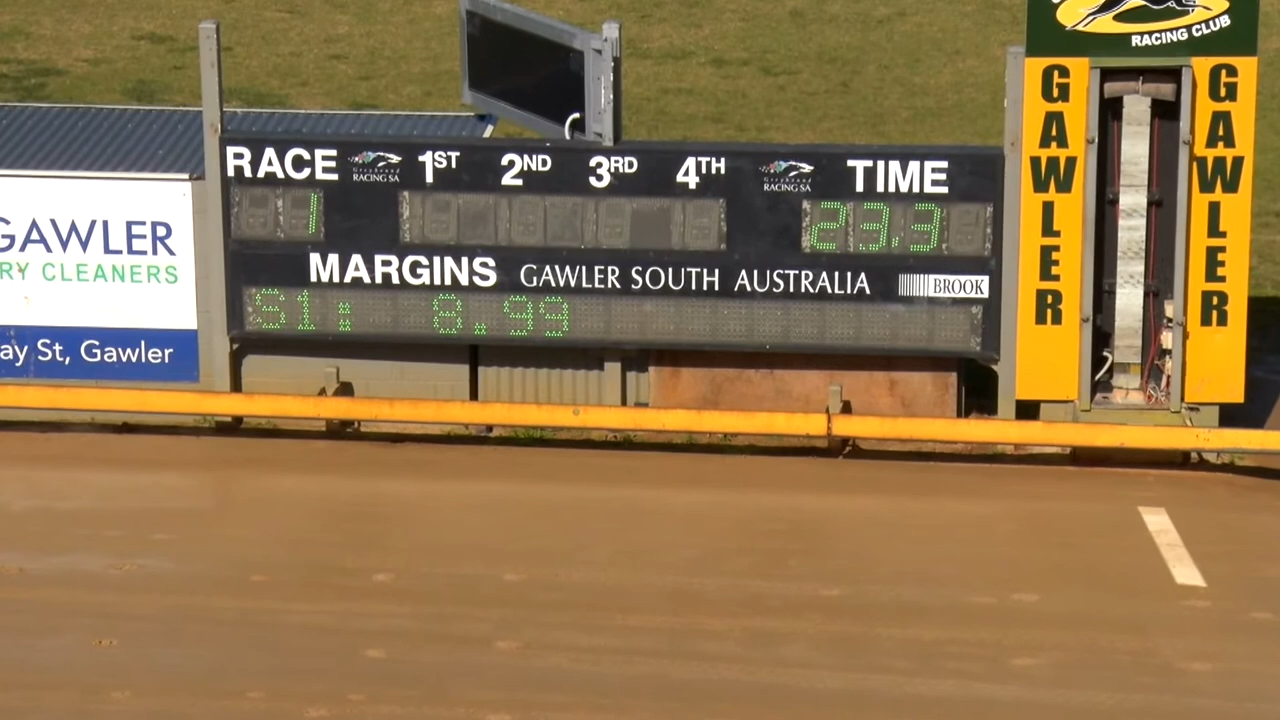 RACING CLUB
GAWLER
GAWLER
RACE
Greyhound
RACING SA
1ST
2ND
3RD
4TH
Greyhound
RACING SA
TIME
1
23.3
MARGINS
GAWLER SOUTH AUSTRALIA
BROOK
S1: 8.99
GAWLER
RY CLEANERS
ay St, Gawler